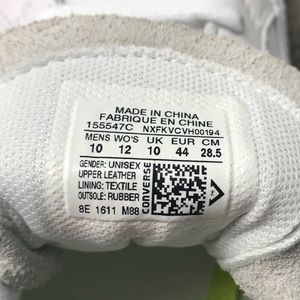 MADE IN CHINA
FABRIQUE EN CHINE
155547C NXFKVCVH00194
MENS WO'S UK EUR CM
10 12 10 44 28.5
GENDER: UNISEX
UPPER LEATHER
LINING: TEXTILE
OUTSOLE: RUBBER
8E 1611 M88
CONVERSE